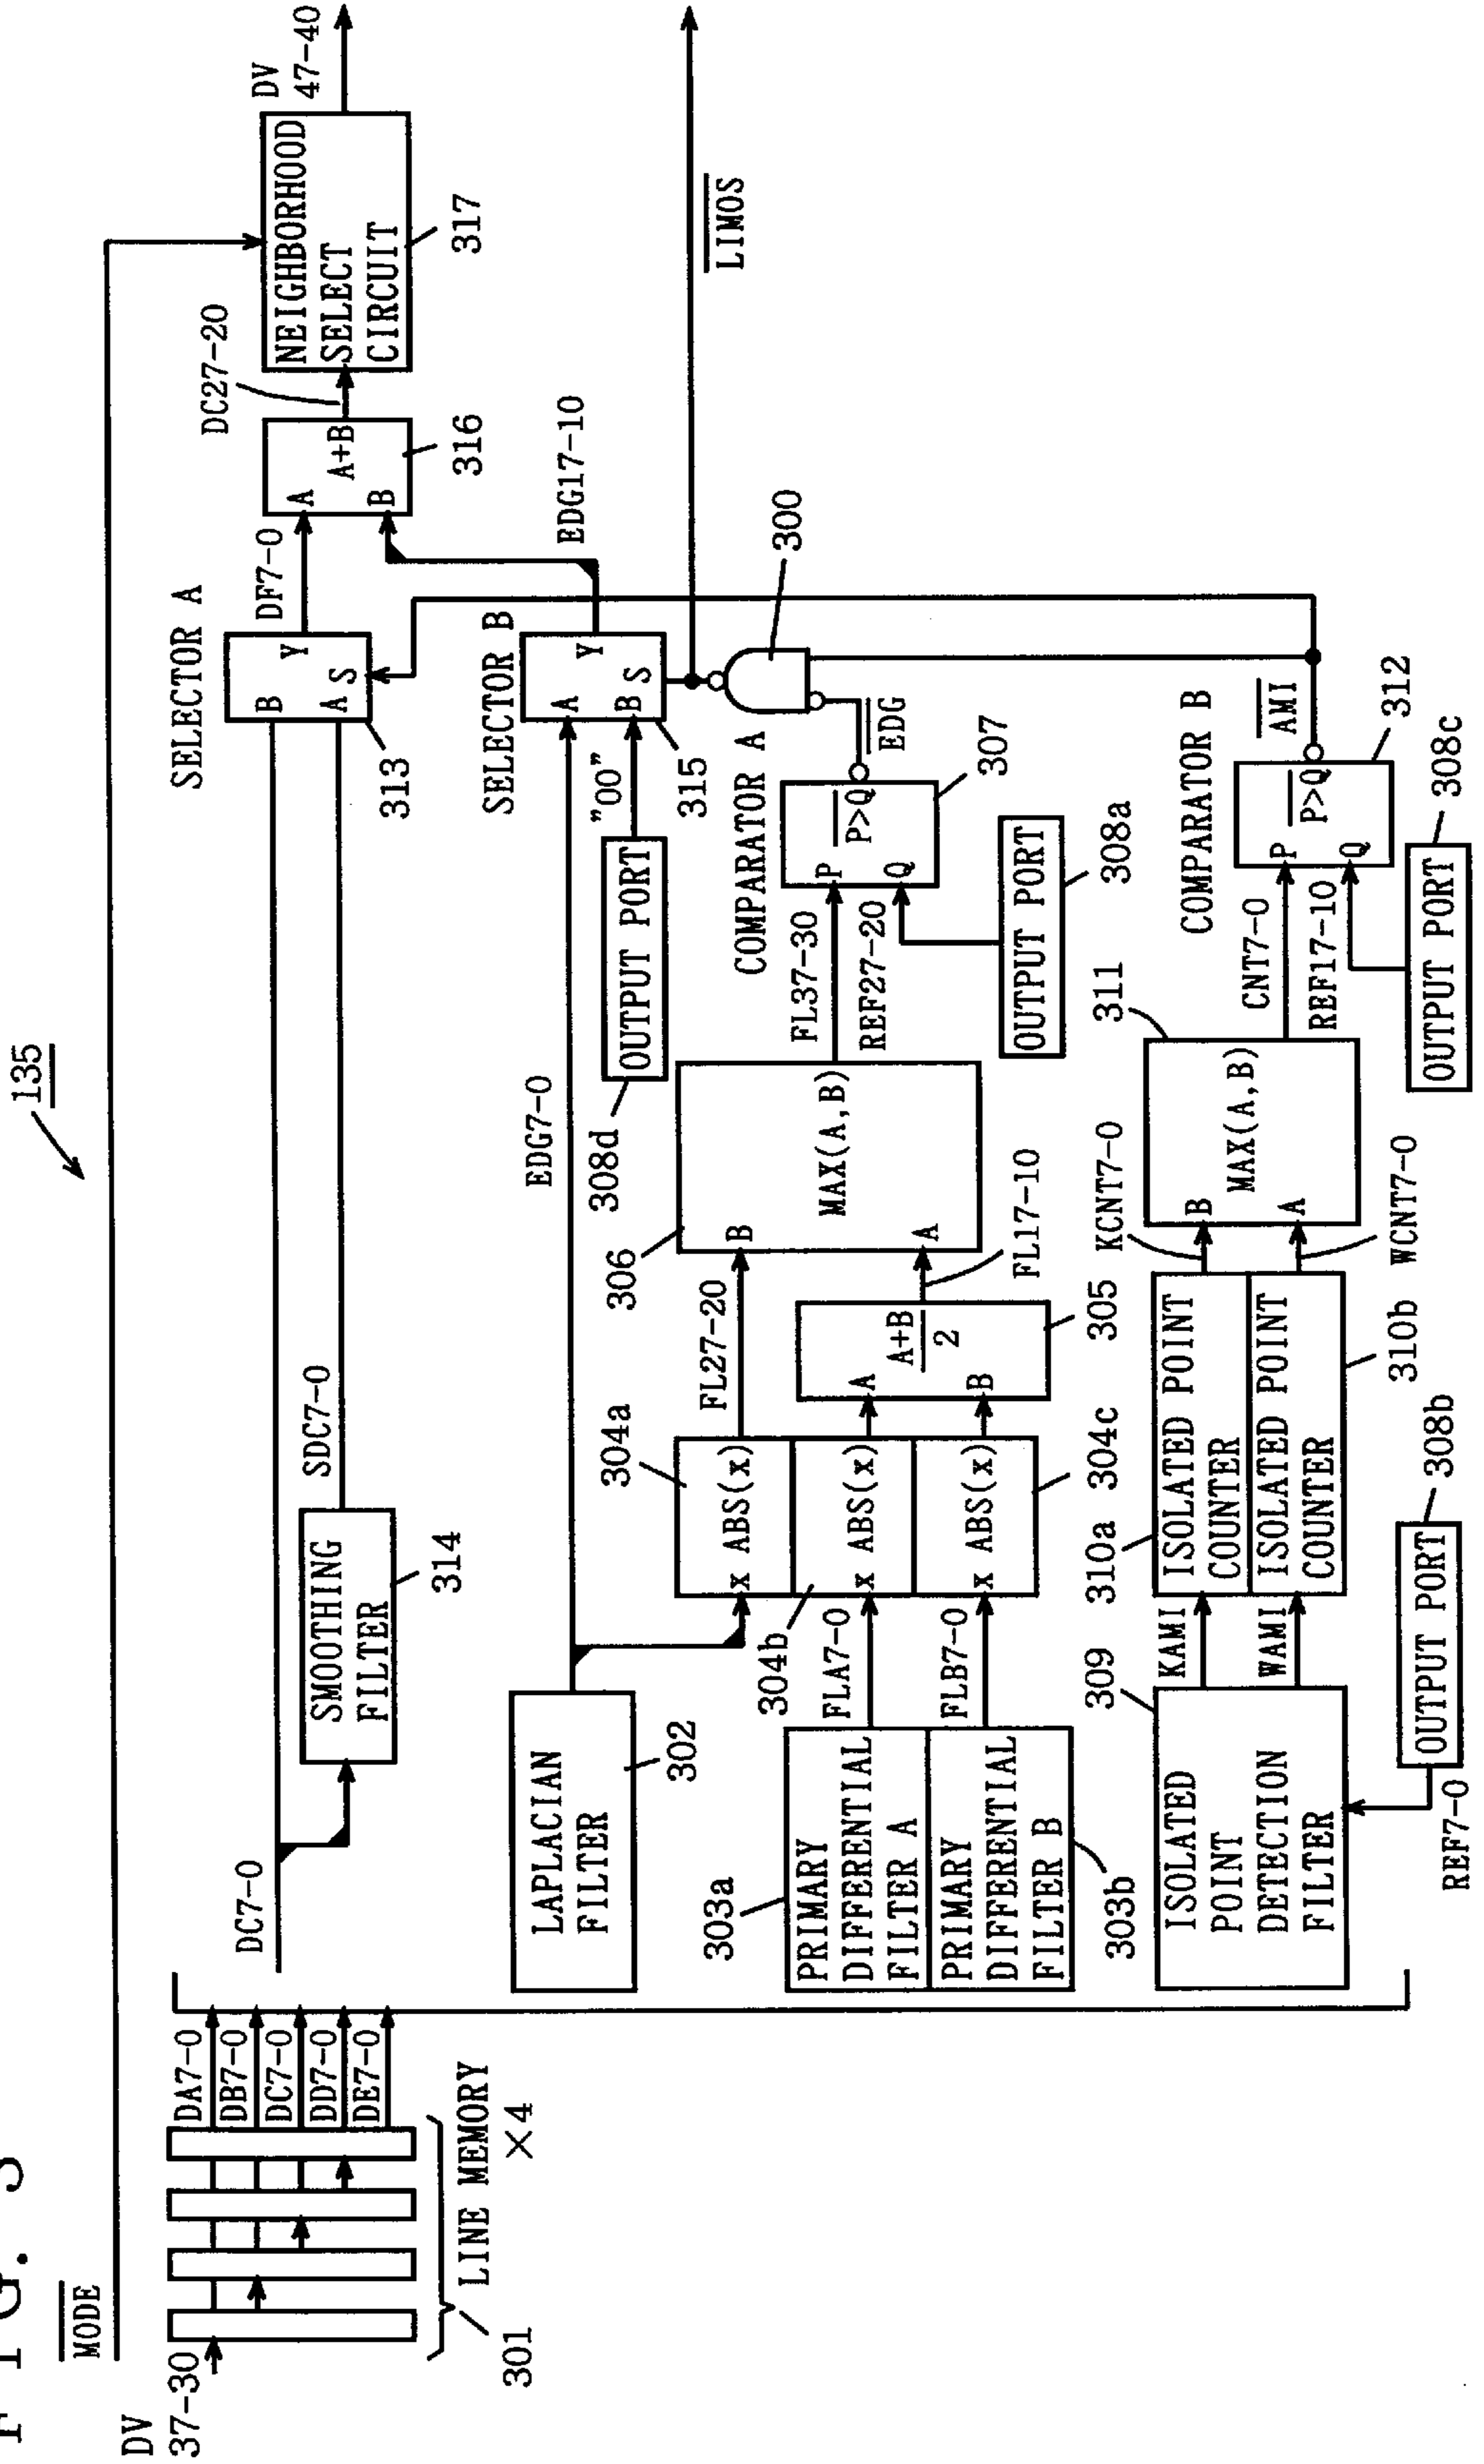 FIG. 3
135
MODE
DV
37-30
301
LINE MEMORY
×4
DA7-0
DB7-0
DC7-0
DD7-0
DE7-0
DC7-0
SMOOTHING
FILTER
314
SDC7-0
SELECTOR A
B
A
S
Y
313
DF7-0
A
B
A+B
316
DC27-20
NEIGHBORHOOD
SELECT
CIRCUIT
317
DV
47-40
LAPLACIAN
FILTER
302
EDG7-0
308d
OUTPUT PORT
"00"
SELECTOR B
A
B
S
Y
315
EDG17-10
LIMOS
300
303a
PRIMARY
DIFFERENTIAL
FILTER A
PRIMARY
DIFFERENTIAL
FILTER B
303b
FLA7-0
FLB7-0
304a
304b
304c
x ABS(x)
x ABS(x)
x ABS(x)
FL27-20
A
B
A+B
2
305
FL17-10
306
B
A
MAX(A,B)
FL37-30
REF27-20
COMPARATOR A
P
Q
P>Q
307
EDG
OUTPUT PORT
308a
309
ISOLATED
POINT
DETECTION
FILTER
REF7-0
OUTPUT PORT
308b
KAMI
WAMI
310a
ISOLATED POINT
COUNTER
ISOLATED POINT
COUNTER
310b
KCNT7-0
WCNT7-0
311
B
A
MAX(A,B)
CNT7-0
REF17-10
COMPARATOR B
P
Q
P>Q
AMI
312
OUTPUT PORT
308c